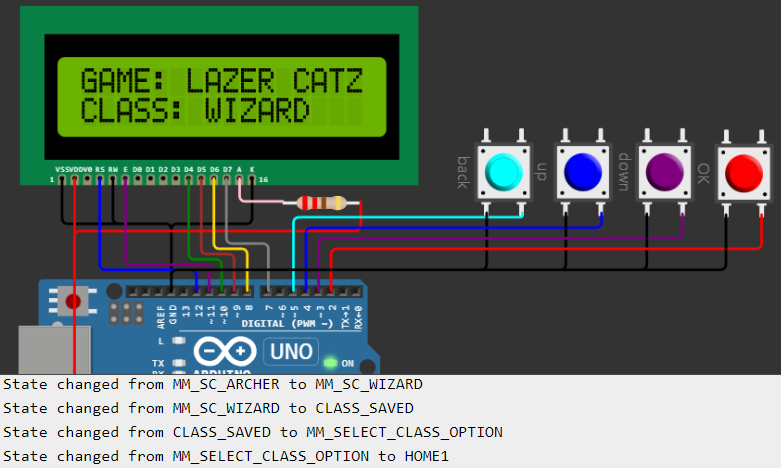 GAME: LAZER CATZ
CLASS: WIZARD
VSS VDD V0 RS RW E D0 D1 D2 D3 D4 D5 D6 D7 A K
1 16
back
up
down
OK
AREF GND 13 12 ~11 ~10 ~9 8 7 ~6 ~5 4 ~3 2 TX→1 RX←0
DIGITAL (PWM ~)
L
UNO
TX
ON
RX
ARDUINO
State changed from MM_SC_ARCHER to MM_SC_WIZARD
State changed from MM_SC_WIZARD to CLASS_SAVED
State changed from CLASS_SAVED to MM_SELECT_CLASS_OPTION
State changed from MM_SELECT_CLASS_OPTION to HOME1